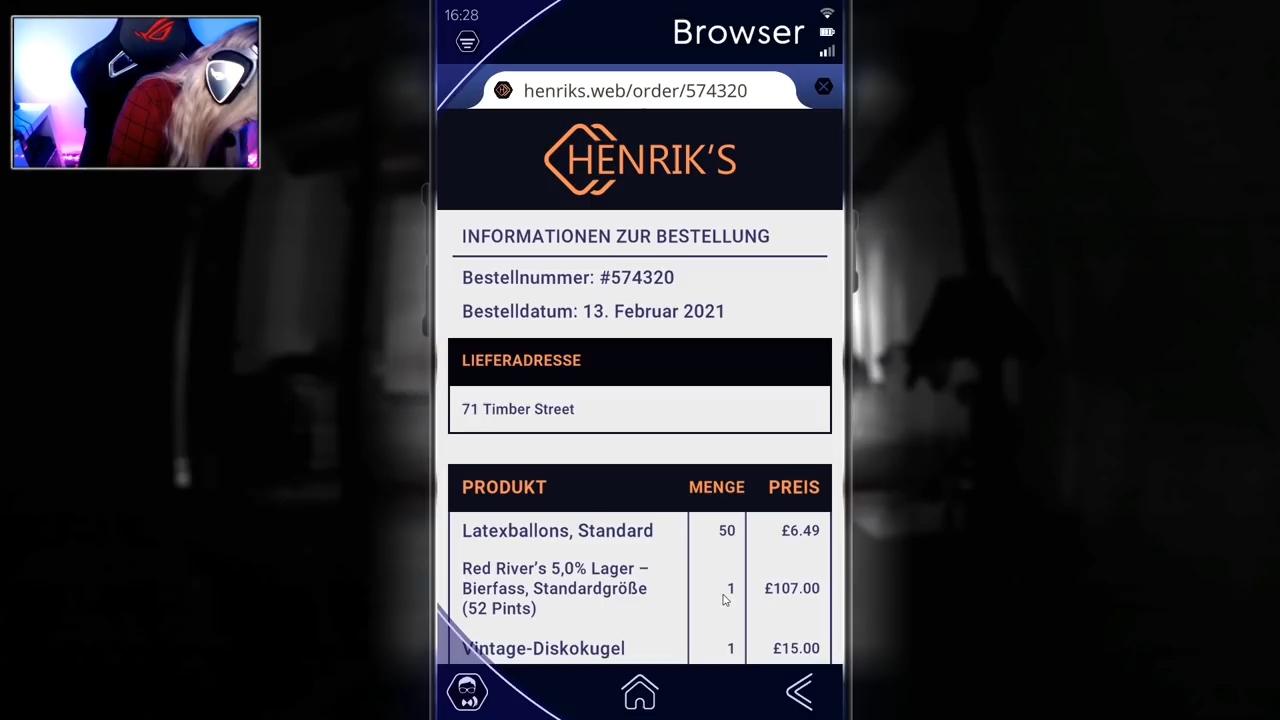 16:28
Browser
henriks.web/order/574320
HENRIK'S
INFORMATIONEN ZUR BESTELLUNG
Bestellnummer: #574320
Bestelldatum: 13. Februar 2021
LIEFERADRESSE
71 Timber Street
PRODUKT MENGE PREIS
Latexballons, Standard 50 £6.49
Red River's 5,0% Lager –
Bierfass, Standardgröße 1 £107.00
(52 Pints)
Vintage-Diskokugel 1 £15.00